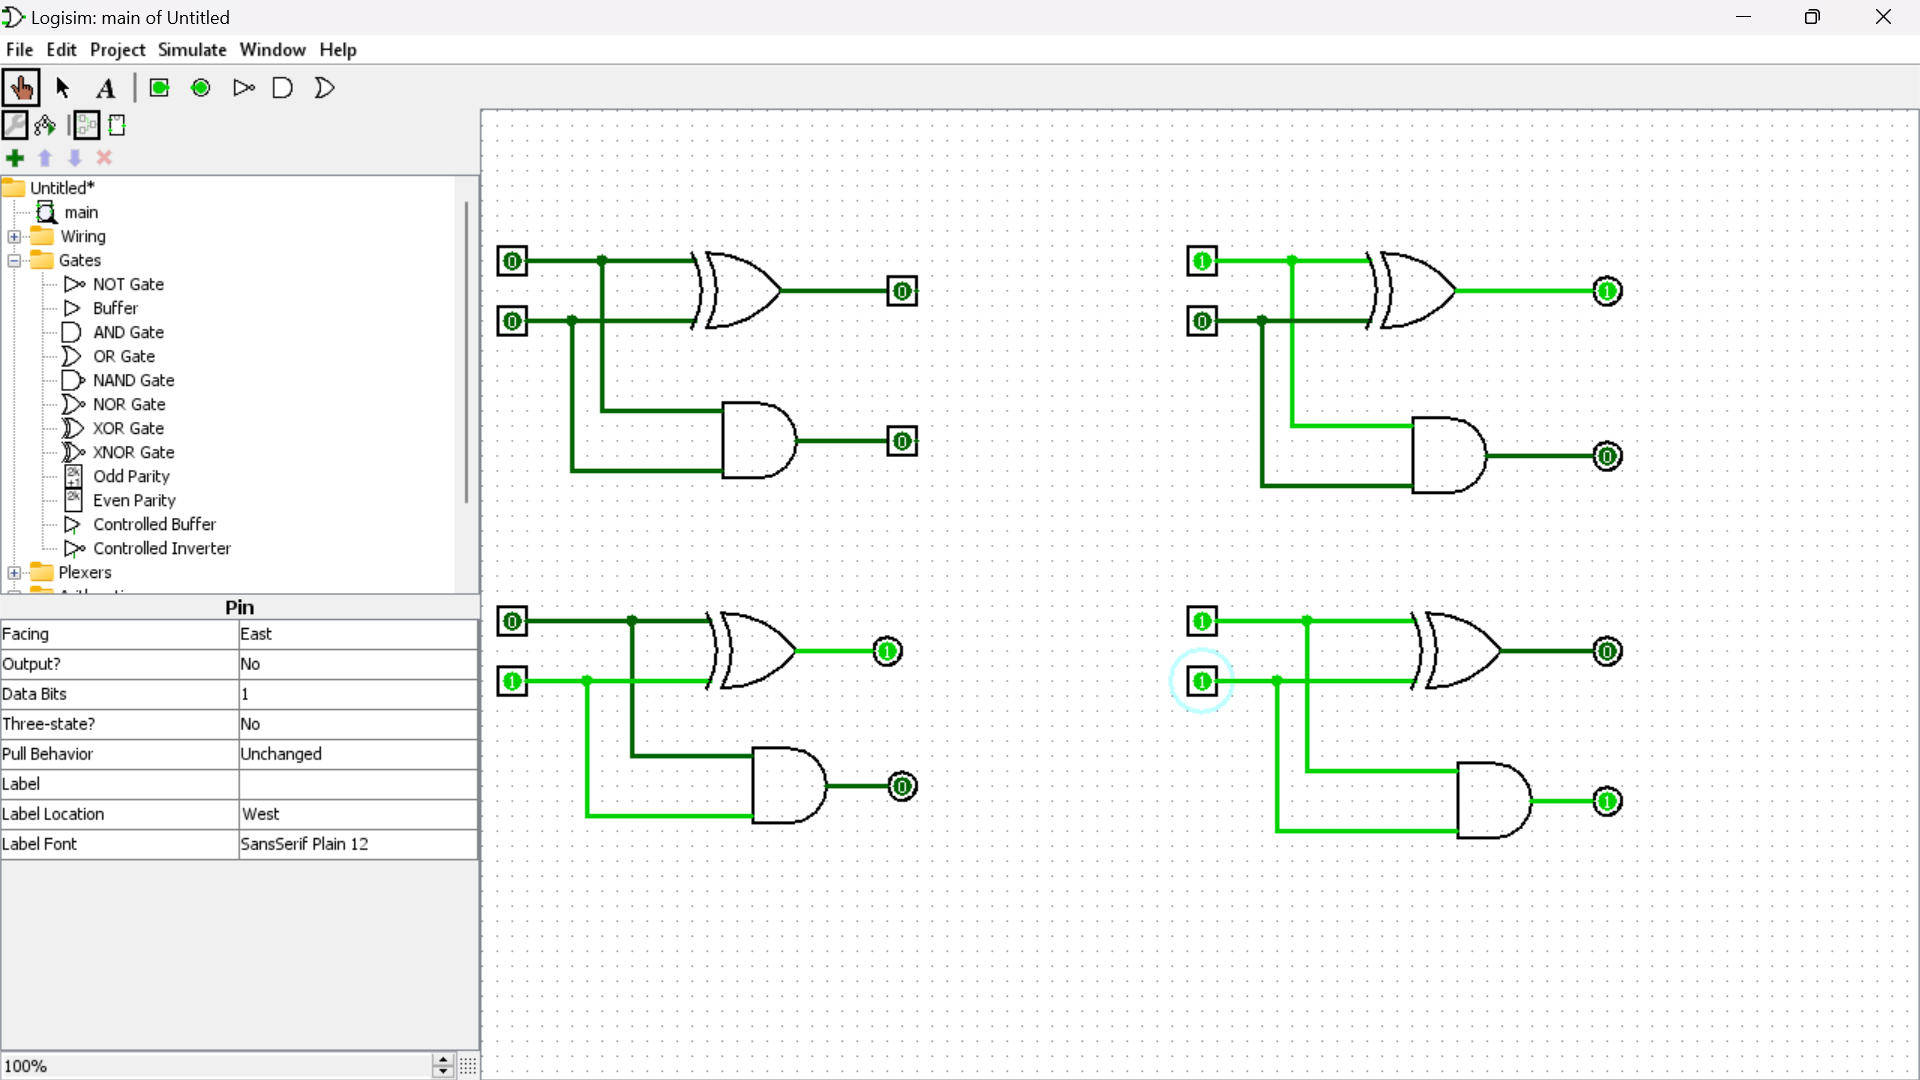 Logisim: main of Untitled
File Edit Project Simulate Window Help
A
Untitled*
main
Wiring
Gates
NOT Gate
Buffer
AND Gate
OR Gate
NAND Gate
NOR Gate
XOR Gate
XNOR Gate
2k
+1 Odd Parity
2k Even Parity
Controlled Buffer
Controlled Inverter
Plexers
Pin
Facing East
Output? No
Data Bits 1
Three-state? No
Pull Behavior Unchanged
Label
Label Location West
Label Font SansSerif Plain 12
100%
0
0
0
0
1
0
1
0
0
1
1
0
1
1
0
1